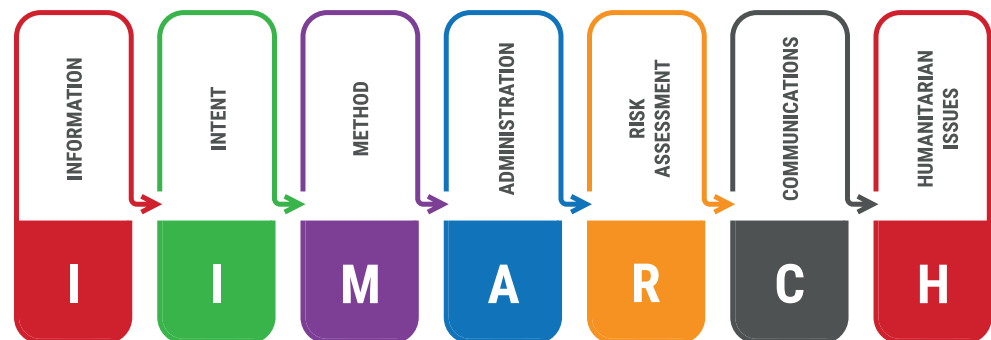 INFORMATION
INTENT
METHOD
ADMINISTRATION
RISK
ASSESSMENT
COMMUNICATIONS
HUMANITARIAN
ISSUES
I
I
M
A
R
C
H